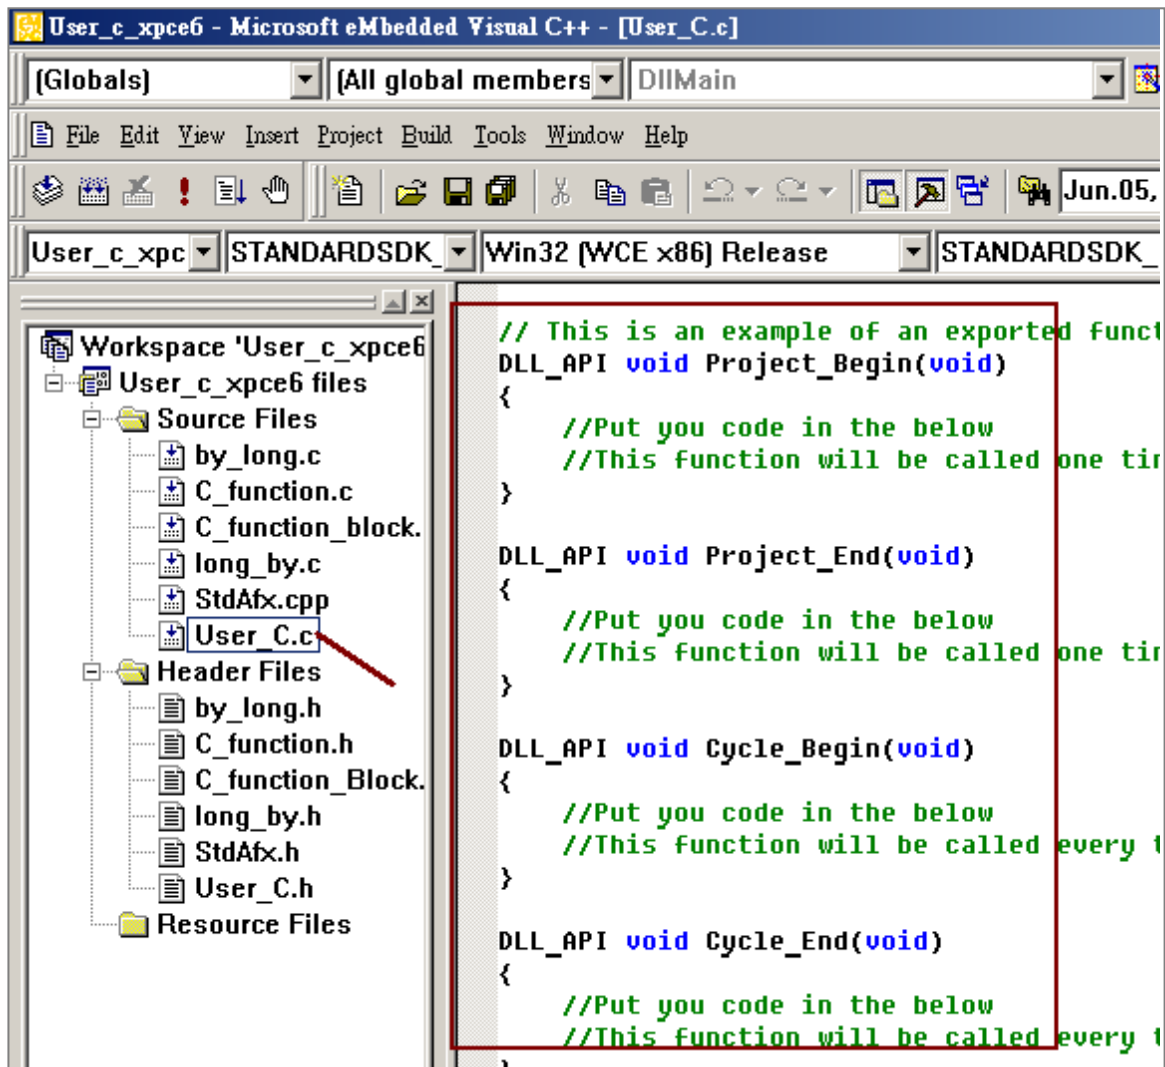 User_c_xpce6 - Microsoft eMbedded Visual C++ - [User_C.c]
(Globals) (All global members DllMain
File Edit View Insert Project Build Tools Window Help
Jun.05,
User_c_xpc STANDARDSDK_ Win32 (WCE x86) Release STANDARDSDK_
Workspace 'User_c_xpce6
User_c_xpce6 files
Source Files
by_long.c
C_function.c
C_function_block.
long_by.c
StdAfx.cpp
User_C.c
Header Files
by_long.h
C_function.h
C_function_Block.
long_by.h
StdAfx.h
User_C.h
Resource Files
// This is an example of an exported funct
DLL_API void Project_Begin(void)
{
//Put you code in the below
//This function will be called one tim
}
DLL_API void Project_End(void)
{
//Put you code in the below
//This function will be called one tim
}
DLL_API void Cycle_Begin(void)
{
//Put you code in the below
//This function will be called every t
}
DLL_API void Cycle_End(void)
{
//Put you code in the below
//This function will be called every t
}